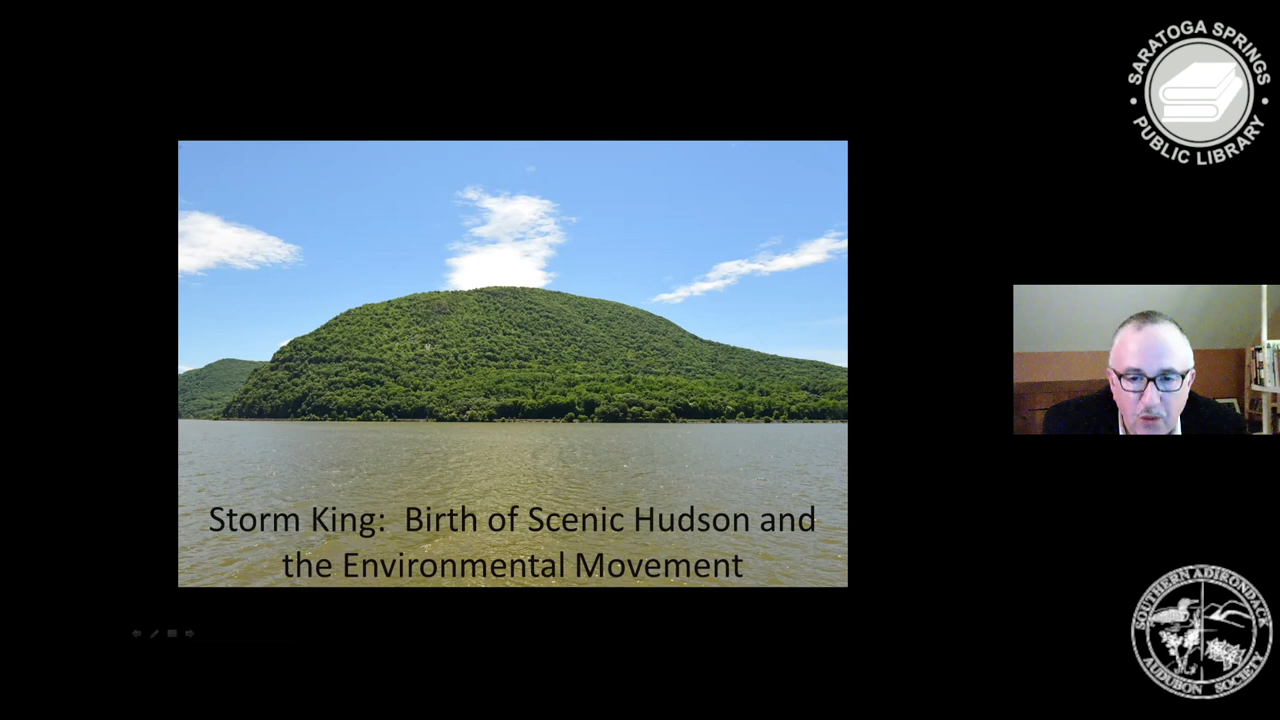 SARATOGA SPRINGS
PUBLIC LIBRARY
Storm King: Birth of Scenic Hudson and
the Environmental Movement
SOUTHERN ADIRONDACK
AUDUBON SOCIETY